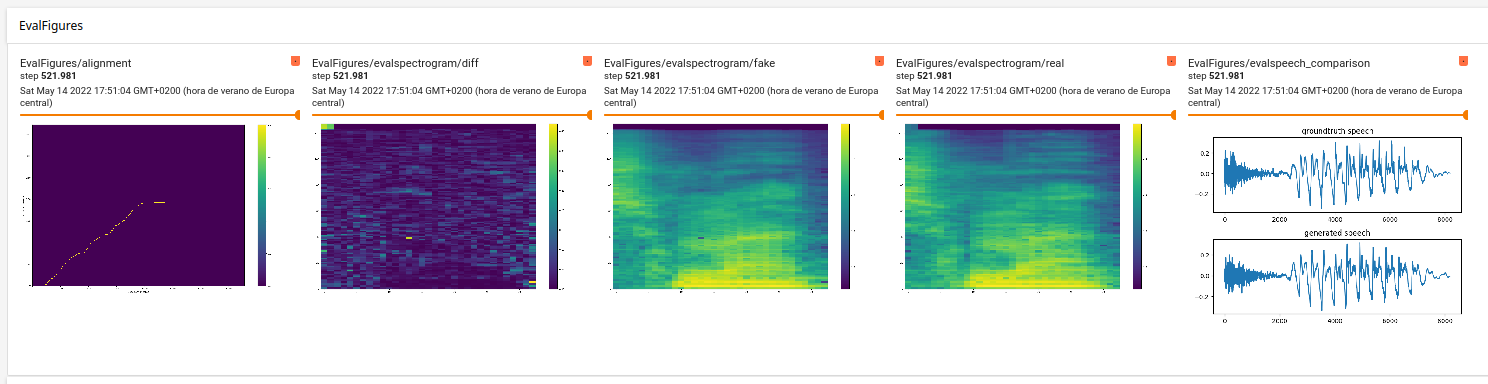 EvalFigures
EvalFigures/alignment
step 521.981
Sat May 14 2022 17:51:04 GMT+0200 (hora de verano de Europa
central)
EvalFigures/evalspectrogram/diff
step 521.981
Sat May 14 2022 17:51:04 GMT+0200 (hora de verano de Europa
central)
EvalFigures/evalspectrogram/fake
step 521.981
Sat May 14 2022 17:51:04 GMT+0200 (hora de verano de Europa
central)
EvalFigures/evalspectrogram/real
step 521.981
Sat May 14 2022 17:51:04 GMT+0200 (hora de verano de Europa
central)
EvalFigures/evalspeech_comparison
step 521.981
Sat May 14 2022 17:51:04 GMT+0200 (hora de verano de Europa
central)
groundtruth speech
0.2
0.0
−0.2
0 2000 4000 6000 8000
generated speech
0.2
0.0
−0.2
0 2000 4000 6000 8000